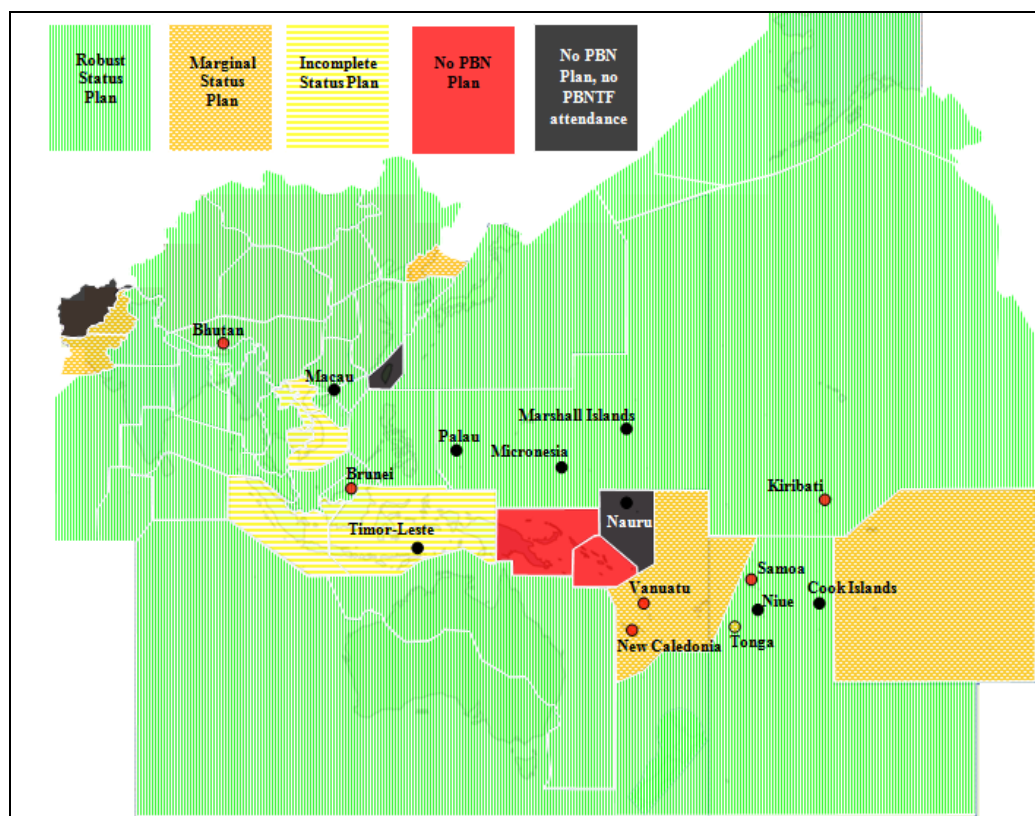 Robust
Status
Plan
Marginal
Status
Plan
Incomplete
Status Plan
No PBN
Plan
No PBN
Plan, no
PBNTF
attendance
Bhutan
Macau
Marshall Islands
Palau
Micronesia
Brunei
Kiribati
Nauru
Timor-Leste
Samoa
Vanuatu
Cook Islands
Niue
New Caledonia
Tonga